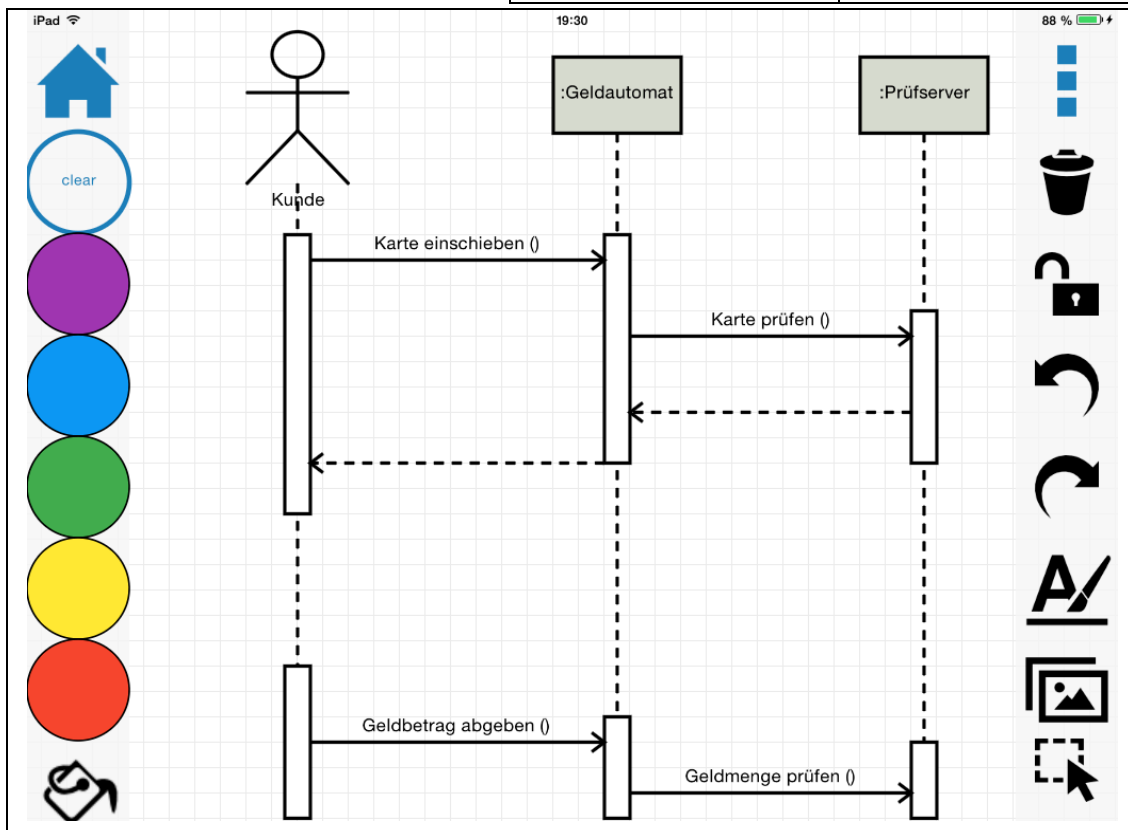 iPad 19:30 88 %
:Geldautomat :Prüfserver
clear
Kunde
Karte einschieben ()
Karte prüfen ()
Geldbetrag abgeben ()
Geldmenge prüfen ()